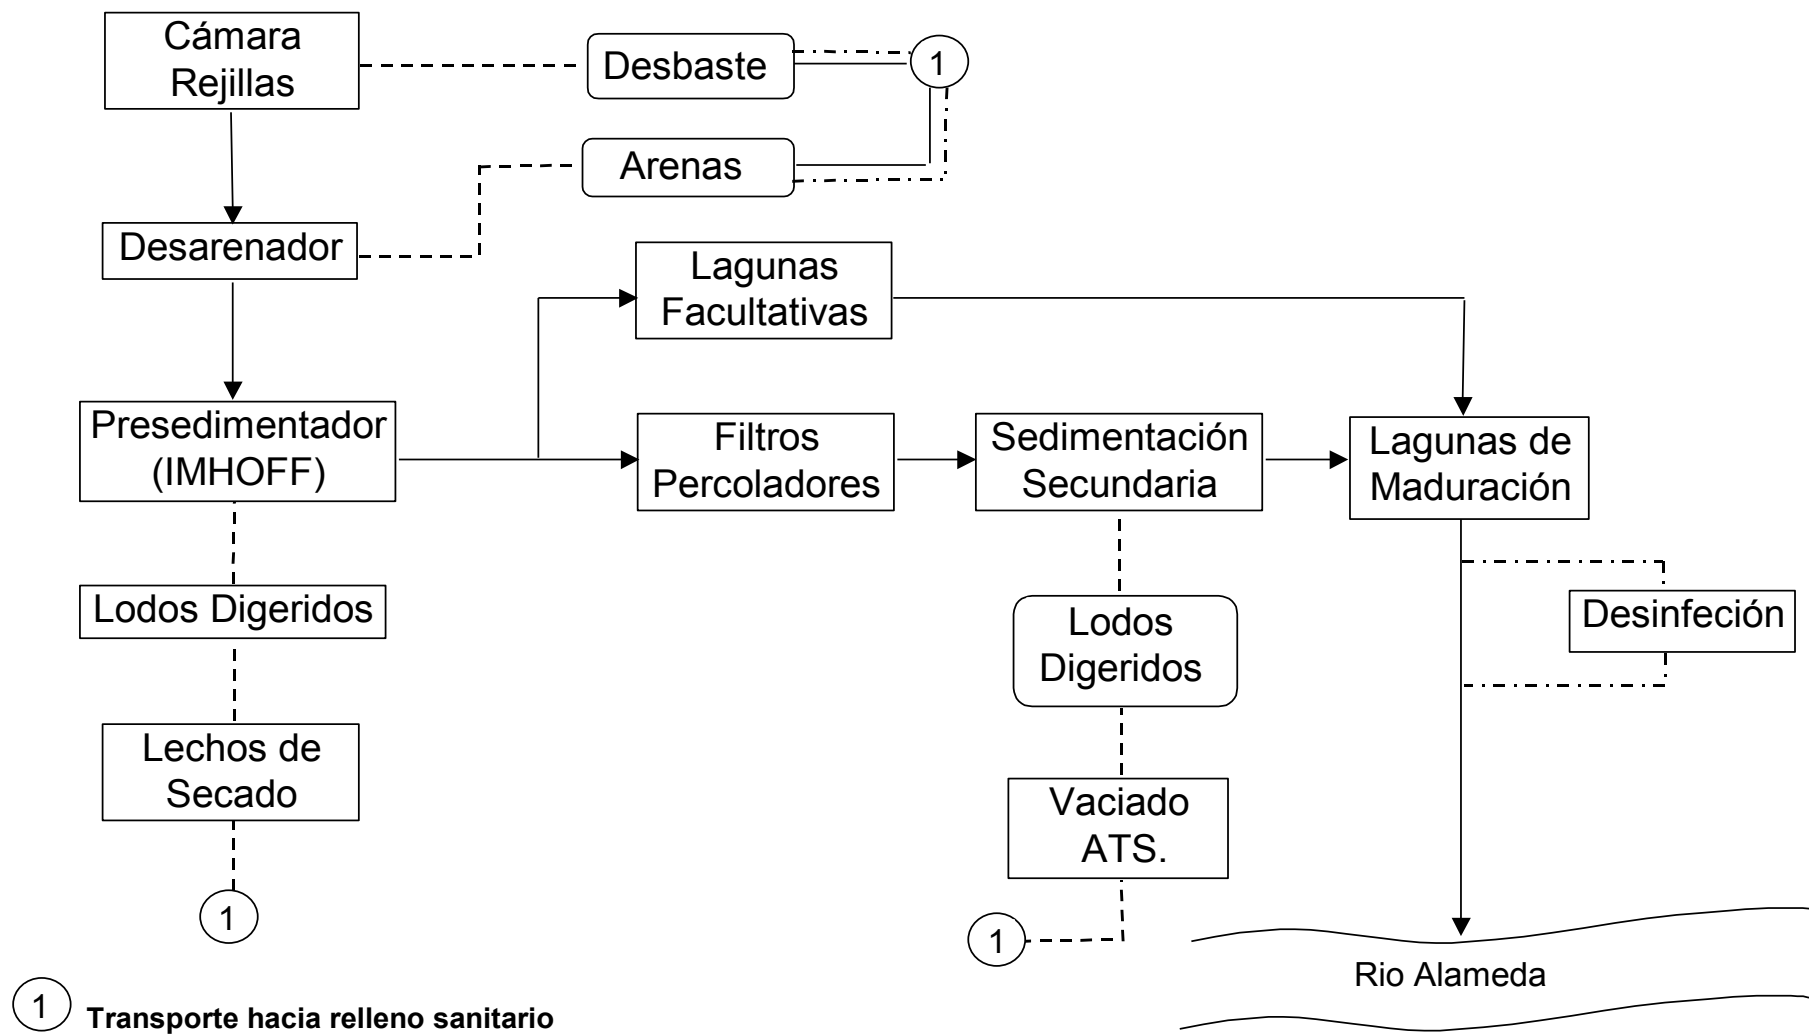 Cámara
Rejillas
Desbaste
1
Arenas
Desarenador
Lagunas
Facultativas
Presedimentador
(IMHOFF)
Filtros
Percoladores
Sedimentación
Secundaria
Lagunas de
Maduración
Lodos Digeridos
Lodos
Digeridos
Desinfeción
Lechos de
Secado
Vaciado
ATS.
1
1
Rio Alameda
1 Transporte hacia relleno sanitario